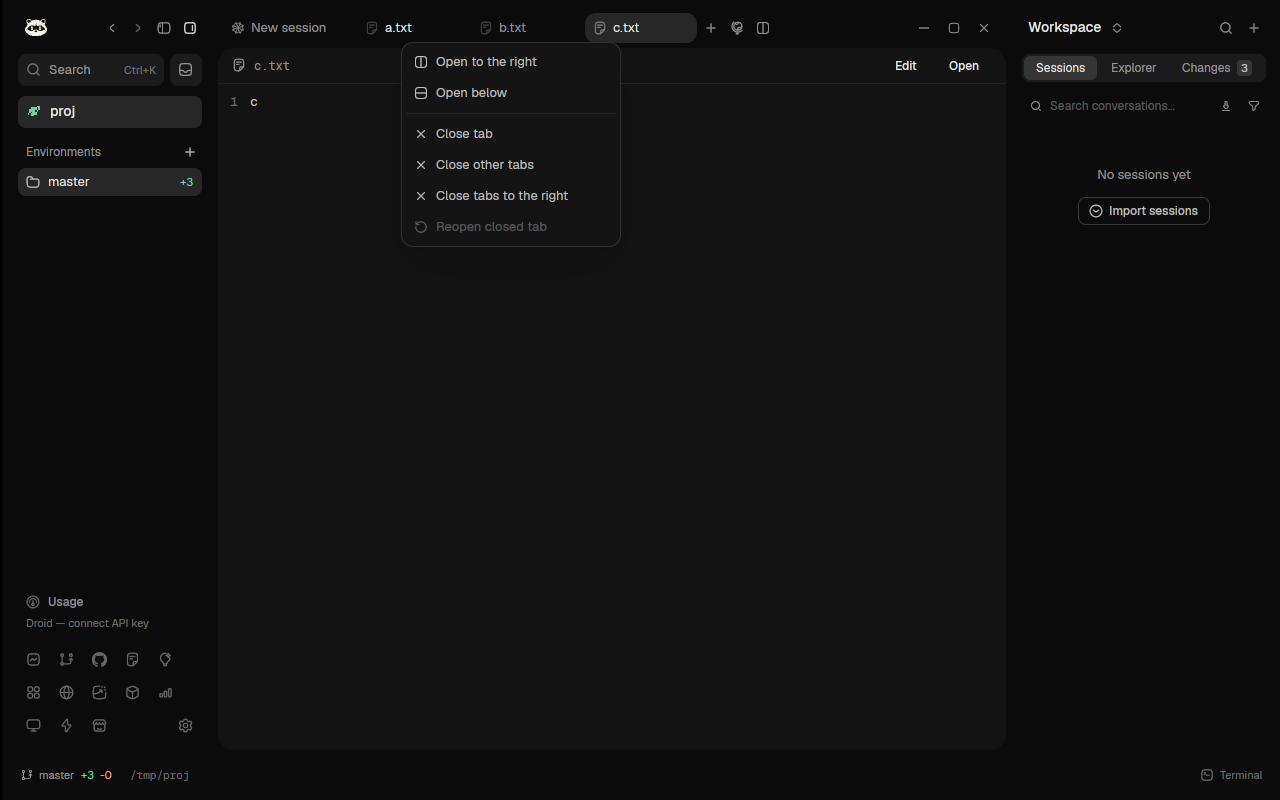 New session
a.txt
b.txt
c.txt
Workspace
Search Ctrl+K
proj
Environments
master +3
c.txt
Edit
Open
1 c
Open to the right
Open below
Close tab
Close other tabs
Close tabs to the right
Reopen closed tab
Sessions
Explorer
Changes 3
Search conversations...
No sessions yet
Import sessions
Usage
Droid — connect API key
master +3 -0 /tmp/proj
Terminal